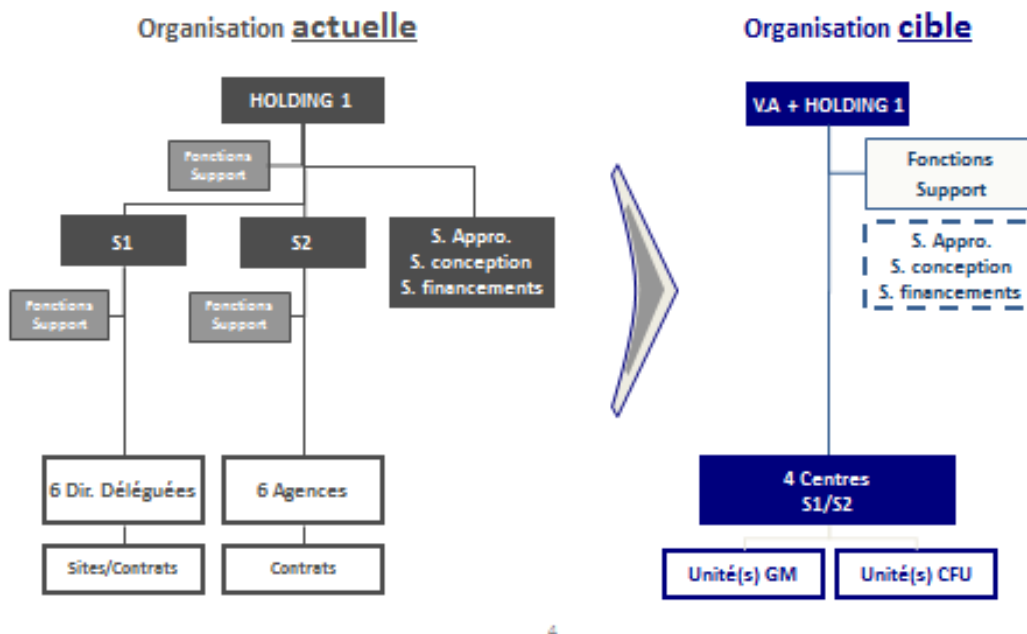 Organisation actuelle
HOLDING 1
Fonctions
Support
S1
S2
S. Appro.
S. conception
S. financements
Fonctions
Support
Fonctions
Support
6 Dir. Déléguées
6 Agences
Sites/Contrats
Contrats
Organisation cible
V.A + HOLDING 1
Fonctions
Support
S. Appro.
S. conception
S. financements
4 Centres
S1/S2
Unité(s) GM
Unité(s) CFU
4